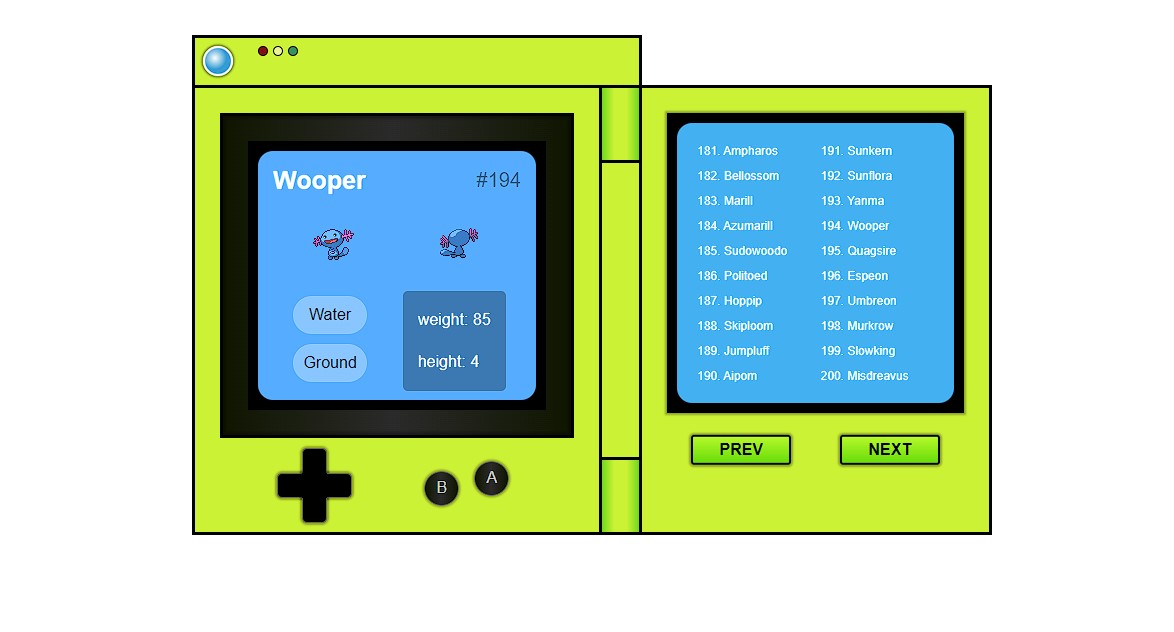 Wooper #194
Water
Ground
weight: 85
height: 4
B A
181. Ampharos
182. Bellossom
183. Marill
184. Azumarill
185. Sudowoodo
186. Politoed
187. Hoppip
188. Skiploom
189. Jumpluff
190. Aipom
191. Sunkern
192. Sunflora
193. Yanma
194. Wooper
195. Quagsire
196. Espeon
197. Umbreon
198. Murkrow
199. Slowking
200. Misdreavus
PREV NEXT